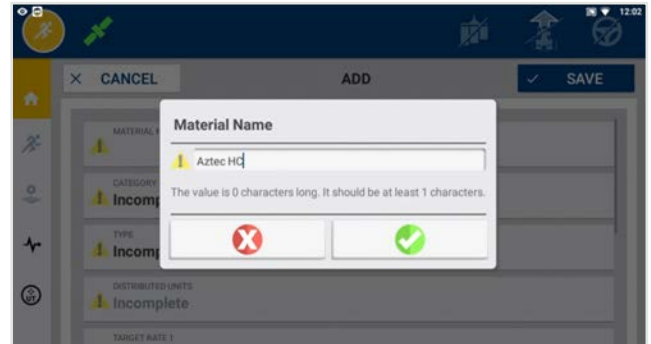 12:02
× CANCEL
ADD
✓ SAVE
MATERIAL
Material Name
Aztec HC
The value is 0 characters long. It should be at least 1 characters.
CATEGORY
Incomp
TYPE
Incomp
DISTRIBUTED UNITS
Incomplete
TARGET RATE 1
UT